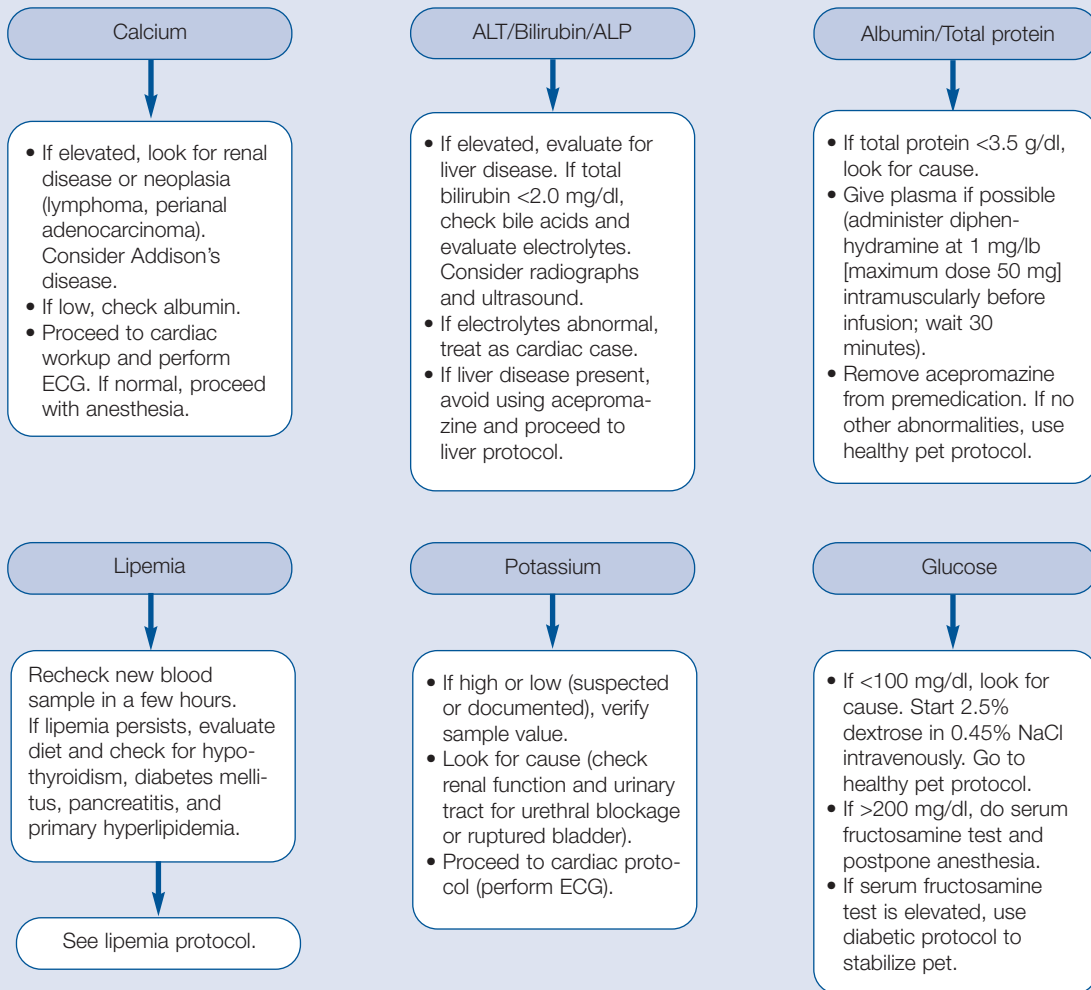 Calcium
• If elevated, look for renal
disease or neoplasia
(lymphoma, perianal
adenocarcinoma).
Consider Addison's
disease.
• If low, check albumin.
• Proceed to cardiac
workup and perform
ECG. If normal, proceed
with anesthesia.
ALT/Bilirubin/ALP
• If elevated, evaluate for
liver disease. If total
bilirubin <2.0 mg/dl,
check bile acids and
evaluate electrolytes.
Consider radiographs
and ultrasound.
• If electrolytes abnormal,
treat as cardiac case.
• If liver disease present,
avoid using aceproma-
zine and proceed to
liver protocol.
Albumin/Total protein
• If total protein <3.5 g/dl,
look for cause.
• Give plasma if possible
(administer diphen-
hydramine at 1 mg/lb
[maximum dose 50 mg]
intramuscularly before
infusion; wait 30
minutes).
• Remove acepromazine
from premedication. If no
other abnormalities, use
healthy pet protocol.
Lipemia
Recheck new blood
sample in a few hours.
If lipemia persists, evaluate
diet and check for hypo-
thyroidism, diabetes melli-
tus, pancreatitis, and
primary hyperlipidemia.
See lipemia protocol.
Potassium
• If high or low (suspected
or documented), verify
sample value.
• Look for cause (check
renal function and urinary
tract for urethral blockage
or ruptured bladder).
• Proceed to cardiac proto-
col (perform ECG).
Glucose
• If <100 mg/dl, look for
cause. Start 2.5%
dextrose in 0.45% NaCl
intravenously. Go to
healthy pet protocol.
• If >200 mg/dl, do serum
fructosamine test and
postpone anesthesia.
• If serum fructosamine
test is elevated, use
diabetic protocol to
stabilize pet.